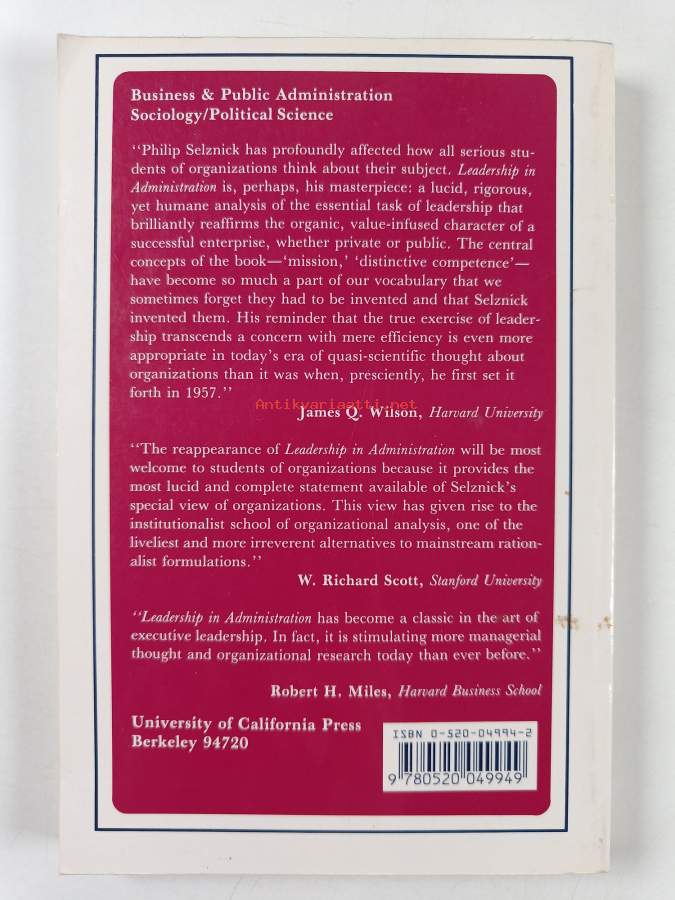 Business & Public Administration
Sociology/Political Science
‘‘Philip Selznick has profoundly affected how all serious stu-
dents of organizations think about their subject. Leadership in
Administration is, perhaps, his masterpiece: a lucid, rigorous,
yet humane analysis of the essential task of leadership that
brilliantly reaffirms the organic, value-infused character of a
successful enterprise, whether private or public. The central
concepts of the book—‘mission,’ ‘distinctive competence’—
have become so much a part of our vocabulary that we
sometimes forget they had to be invented and that Selznick
invented them. His reminder that the true exercise of leader-
ship transcends a concern with mere efficiency is even more
appropriate in today’s era of quasi-scientific thought about
organizations than it was when, presciently, he first set it
forth in 1957.’’
Antikvariaatti.net
James Q. Wilson, Harvard University
‘‘The reappearance of Leadership in Administration will be most
welcome to students of organizations because it provides the
most lucid and complete statement available of Selznick’s
special view of organizations. This view has given rise to the
institutionalist school of organizational analysis, one of the
liveliest and more irreverent alternatives to mainstream ration-
alist formulations.’’
W. Richard Scott, Stanford University
‘‘Leadership in Administration has become a classic in the art of
executive leadership. In fact, it is stimulating more managerial
thought and organizational research today than ever before.’’
Robert H. Miles, Harvard Business School
University of California Press
Berkeley 94720
ISBN 0-520-04994-2
9 780520 049949